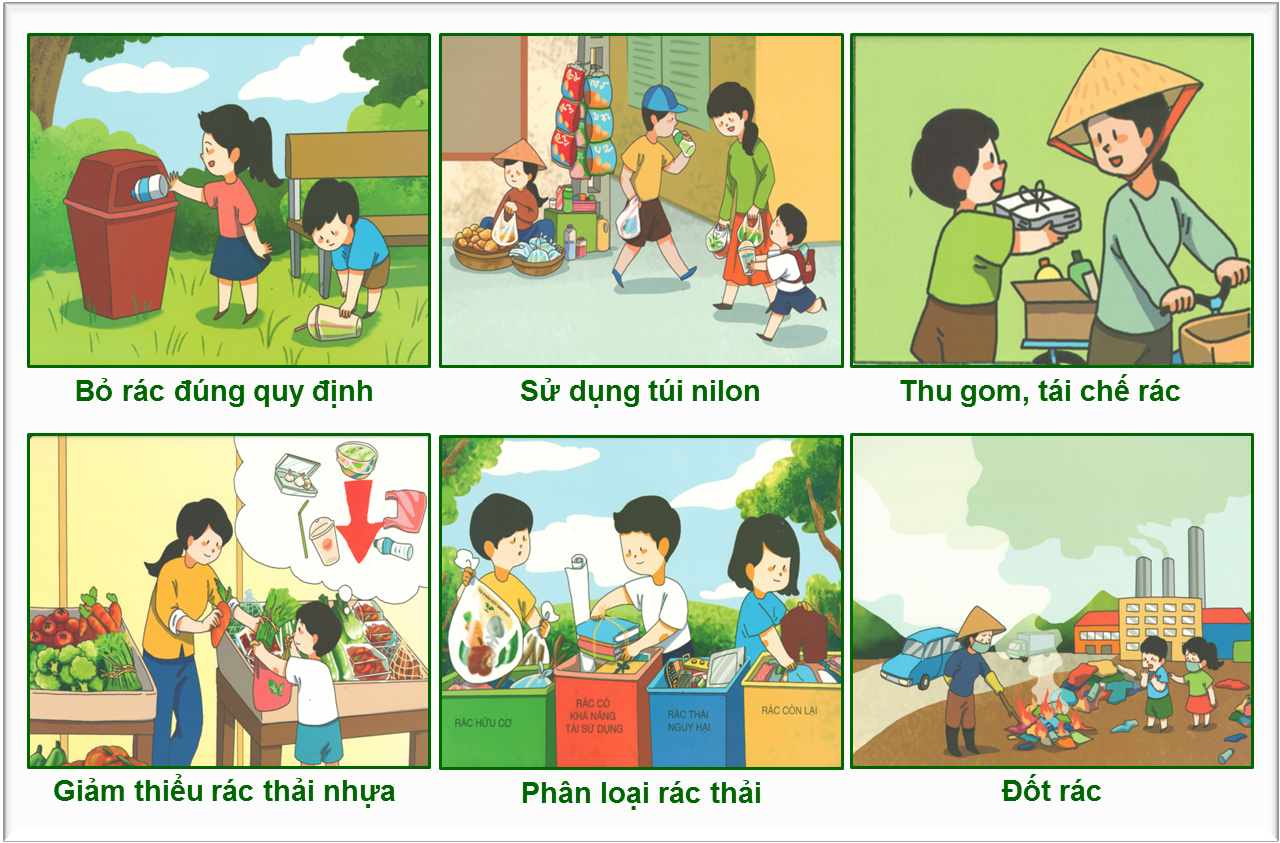 Bỏ rác đúng quy định
Sử dụng túi nilon
Thu gom, tái chế rác
RÁC HỮU CƠ
RÁC CÓ
KHẢ NĂNG
TÁI SỬ DỤNG
RÁC THẢI
NGUY HẠI
RÁC CÒN LẠI
Giảm thiểu rác thải nhựa
Phân loại rác thải
Đốt rác